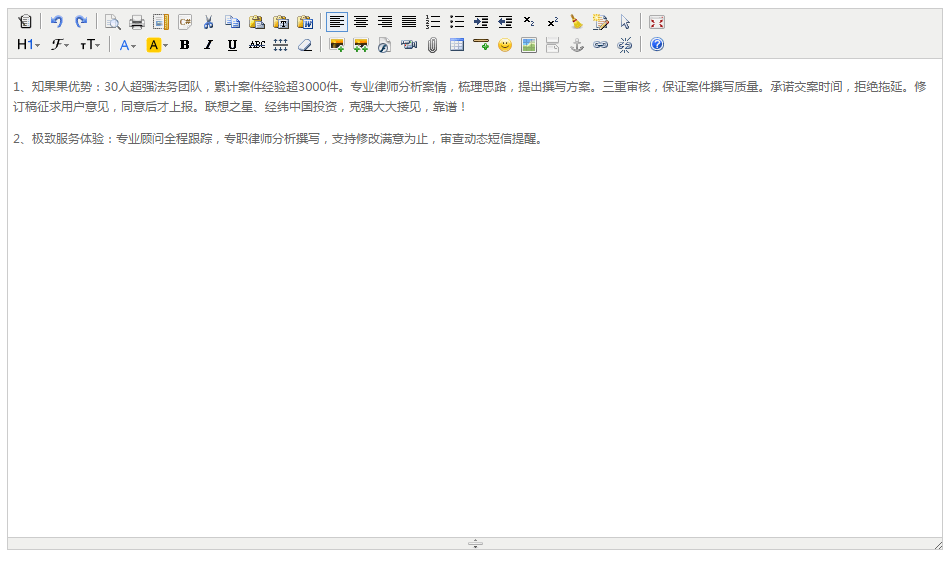 H1
F
TT
A
A
B
I
U
ABC
1、知果果优势：30人超强法务团队，累计案件经验超3000件。专业律师分析案情，梳理思路，提出撰写方案。三重审核，保证案件撰写质量。承诺交案时间，拒绝拖延。修
订稿征求用户意见，同意后才上报。联想之星、经纬中国投资，克强大大接见，靠谱！
2、极致服务体验：专业顾问全程跟踪，专职律师分析撰写，支持修改满意为止，审查动态短信提醒。